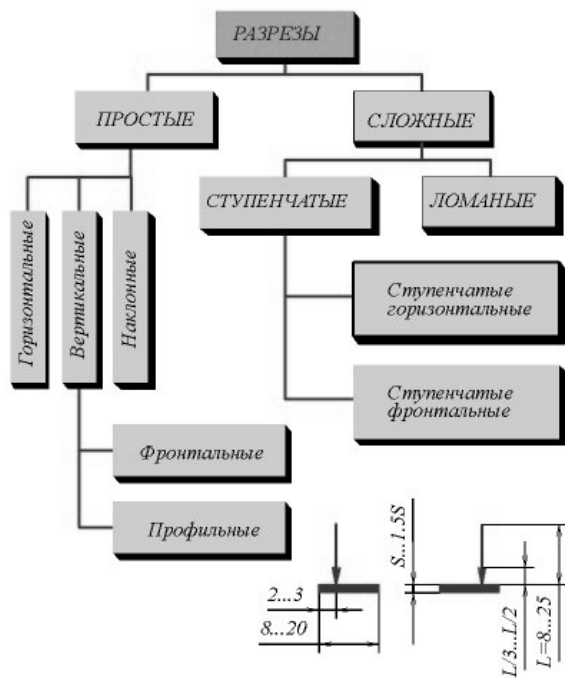 РАЗРЕЗЫ
ПРОСТЫЕ
СЛОЖНЫЕ
СТУПЕНЧАТЫЕ
ЛОМАНЫЕ
Горизонтальные
Вертикальные
Наклонные
Ступенчатые
горизонтальные
Ступенчатые
фронтальные
Фронтальные
Профильные
2...3
8...20
S...1.5S
L/3...L/2
L=8...25